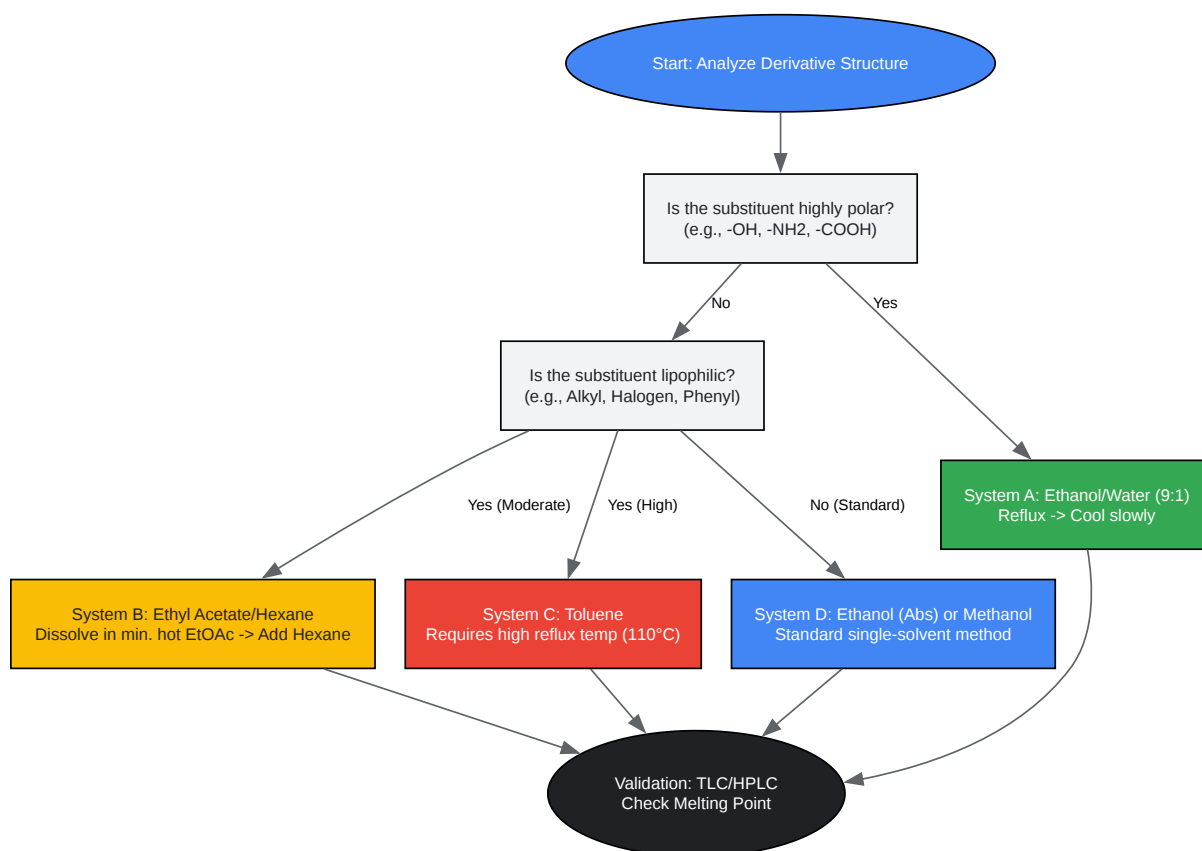 Start: Analyze Derivative Structure
Is the substituent highly polar?
(e.g., -OH, -NH2, -COOH)
No
Yes
Is the substituent lipophilic?
(e.g., Alkyl, Halogen, Phenyl)
Yes (Moderate)
Yes (High)
No (Standard)
System A: Ethanol/Water (9:1)
Reflux -> Cool slowly
System B: Ethyl Acetate/Hexane
Dissolve in min. hot EtOAc -> Add Hexane
System C: Toluene
Requires high reflux temp (110°C)
System D: Ethanol (Abs) or Methanol
Standard single-solvent method
Validation: TLC/HPLC
Check Melting Point